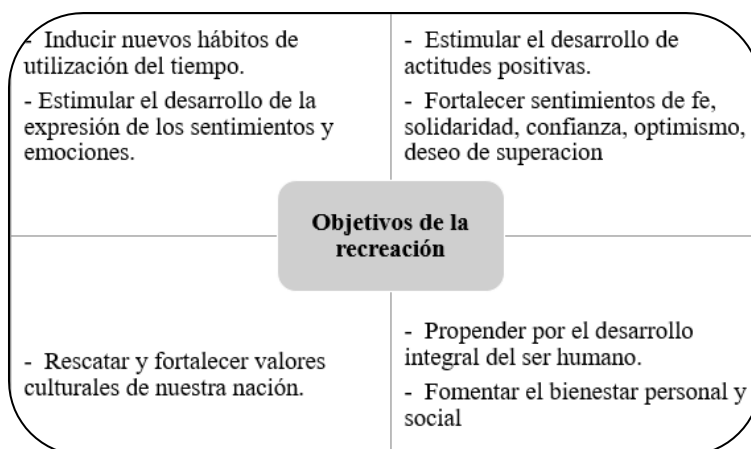 - Inducir nuevos hábitos de
utilización del tiempo.
- Estimular el desarrollo de la
expresión de los sentimientos y
emociones.
- Estimular el desarrollo de
actitudes positivas.
- Fortalecer sentimientos de fe,
solidaridad, confianza, optimismo,
deseo de superacion
Objetivos de la
recreación
- Rescatar y fortalecer valores
culturales de nuestra nación.
- Propender por el desarrollo
integral del ser humano.
- Fomentar el bienestar personal y
social